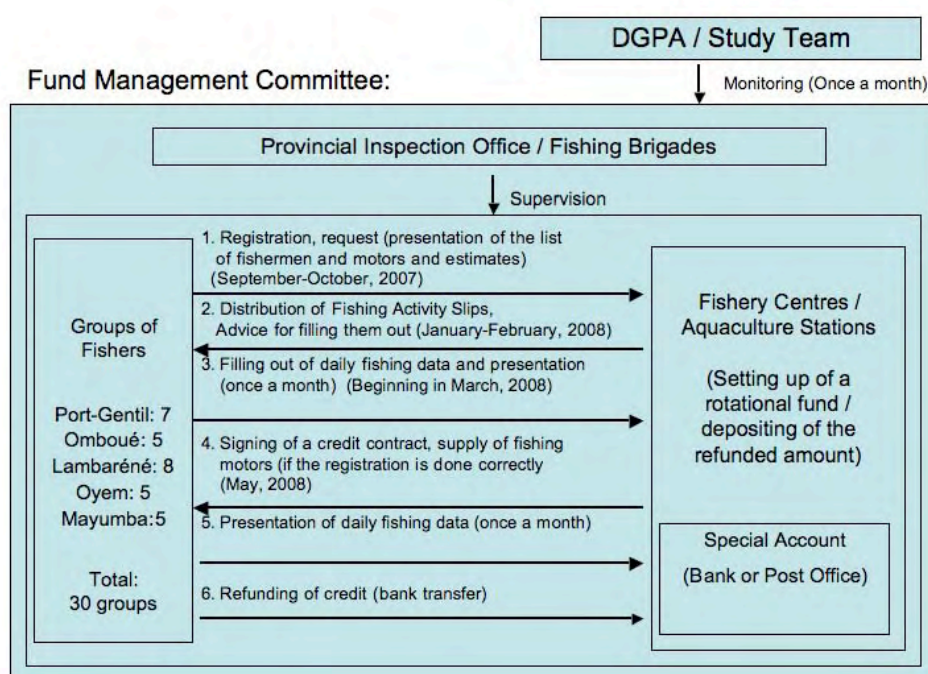 DGPA / Study Team
Fund Management Committee:
Monitoring (Once a month)
Provincial Inspection Office / Fishing Brigades
Supervision
1. Registration, request (presentation of the list
of fishermen and motors and estimates)
(September-October, 2007)
2. Distribution of Fishing Activity Slips,
Advice for filling them out (January-February, 2008)
3. Filling out of daily fishing data and presentation
(once a month) (Beginning in March, 2008)
4. Signing of a credit contract, supply of fishing
motors (if the registration is done correctly
(May, 2008)
5. Presentation of daily fishing data (once a month)
6. Refunding of credit (bank transfer)
Groups of
Fishers
Port-Gentil: 7
Omboué: 5
Lambaréné: 8
Oyem: 5
Mayumba:5
Total:
30 groups
Fishery Centres /
Aquaculture Stations
(Setting up of a
rotational fund /
depositing of the
refunded amount)
Special Account
(Bank or Post Office)